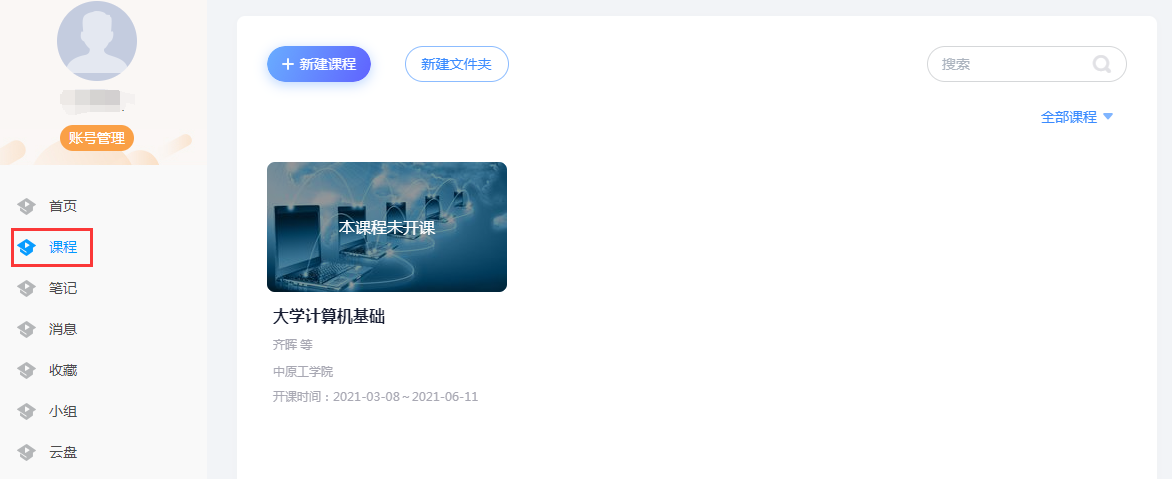 账号管理
首页
课程
笔记
消息
收藏
小组
云盘
+ 新建课程
新建文件夹
搜索
全部课程
本课程未开课
大学计算机基础
齐晖 等
中原工学院
开课时间：2021-03-08～2021-06-11